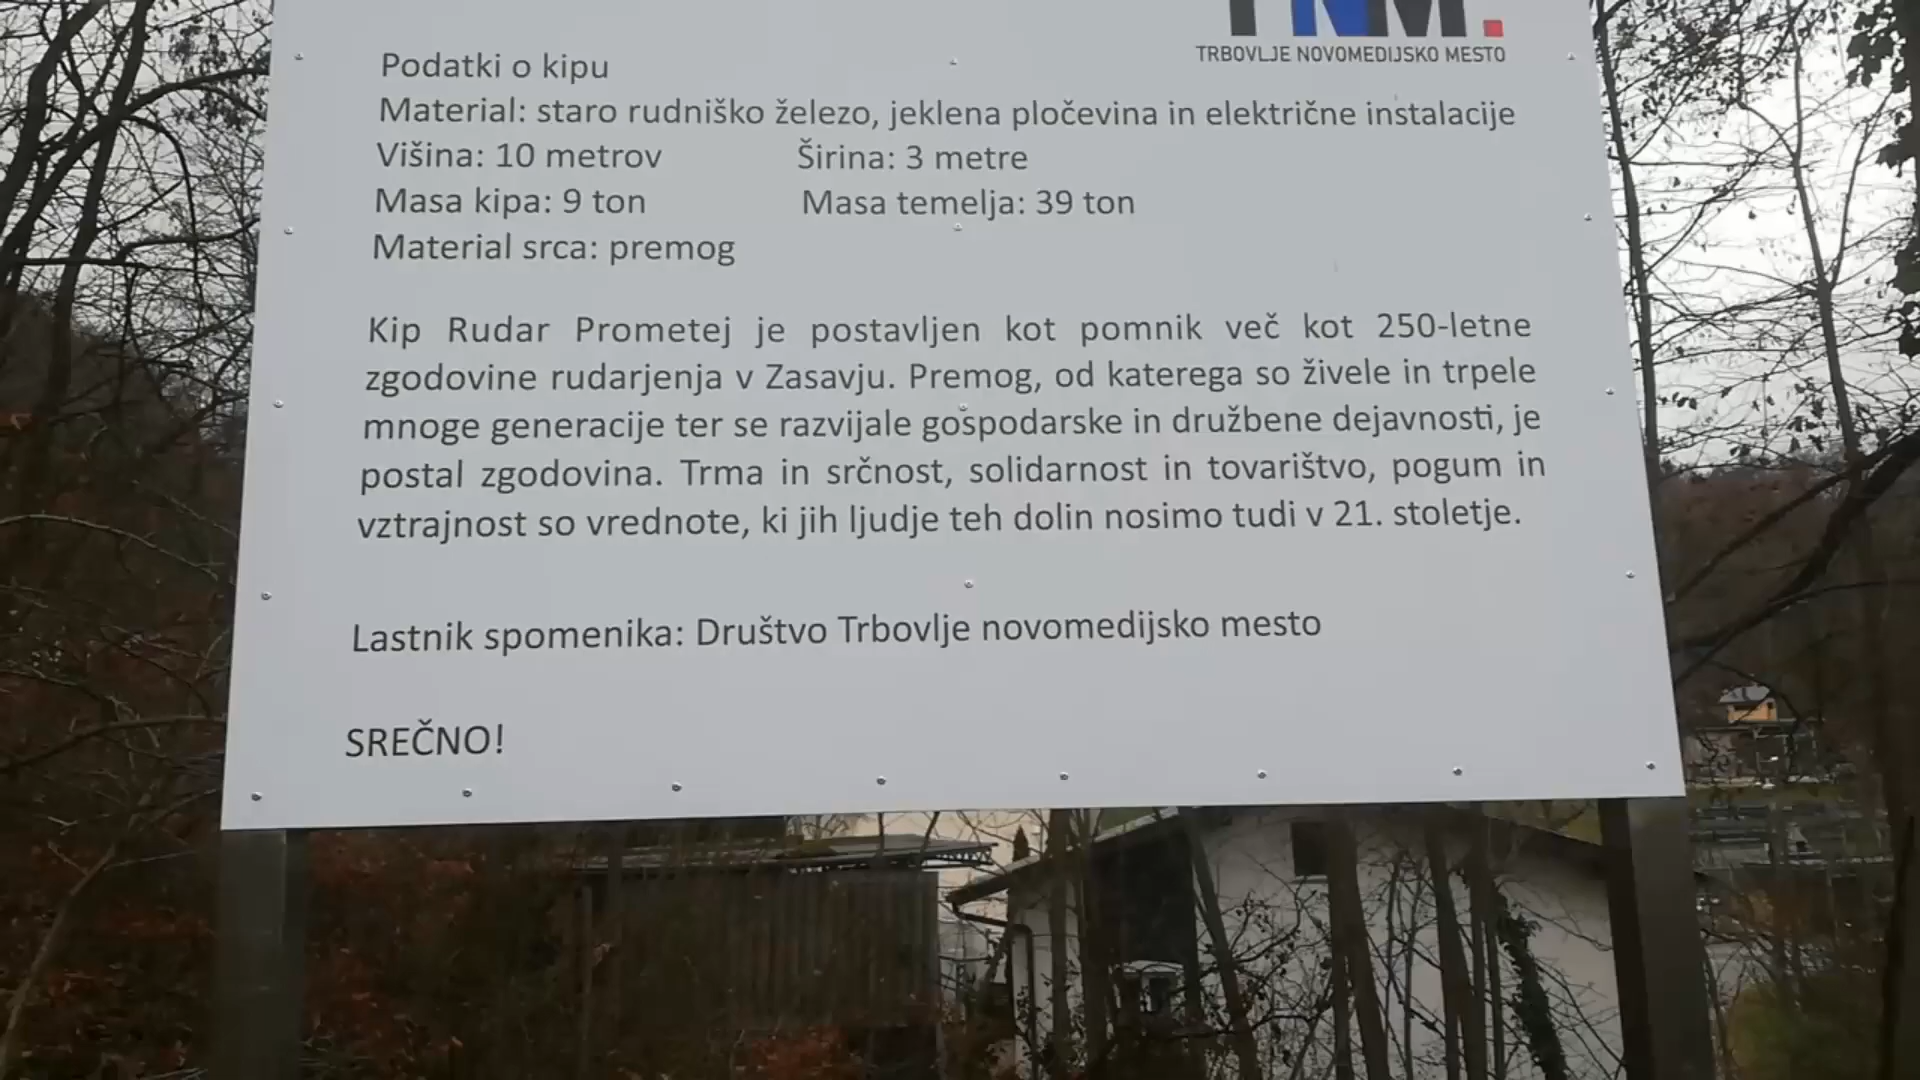 TNM.
TRBOVLJE NOVOMEDIJSKO MESTO
Podatki o kipu
Material: staro rudniško železo, jeklena pločevina in električne instalacije
Višina: 10 metrov Širina: 3 metre
Masa kipa: 9 ton Masa temelja: 39 ton
Material srca: premog
Kip Rudar Prometej je postavljen kot pomnik več kot 250-letne
zgodovine rudarjenja v Zasavju. Premog, od katerega so živele in trpele
mnoge generacije ter se razvijale gospodarske in družbene dejavnosti, je
postal zgodovina. Trma in srčnost, solidarnost in tovarištvo, pogum in
vztrajnost so vrednote, ki jih ljudje teh dolin nosimo tudi v 21. stoletje.
Lastnik spomenika: Društvo Trbovlje novomedijsko mesto
SREČNO!